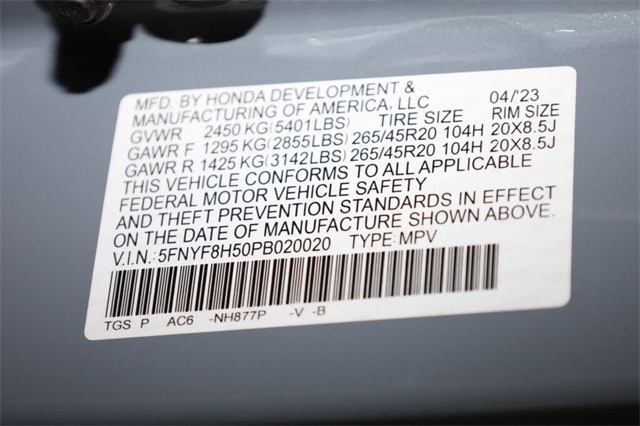 MFD. BY HONDA DEVELOPMENT &
MANUFACTURING OF AMERICA, LLC 04/'23
GVWR 2450 KG(5401LBS) TIRE SIZE RIM SIZE
GAWR F 1295 KG(2855LBS) 265/45R20 104H 20X8.5J
GAWR R 1425 KG(3142LBS) 265/45R20 104H 20X8.5J
THIS VEHICLE CONFORMS TO ALL APPLICABLE
FEDERAL MOTOR VEHICLE SAFETY
AND THEFT PREVENTION STANDARDS IN EFFECT
ON THE DATE OF MANUFACTURE SHOWN ABOVE.
V.I.N.: 5FNYF8H50PB020020 TYPE: MPV
TGS P AC6 -NH877P -V -B